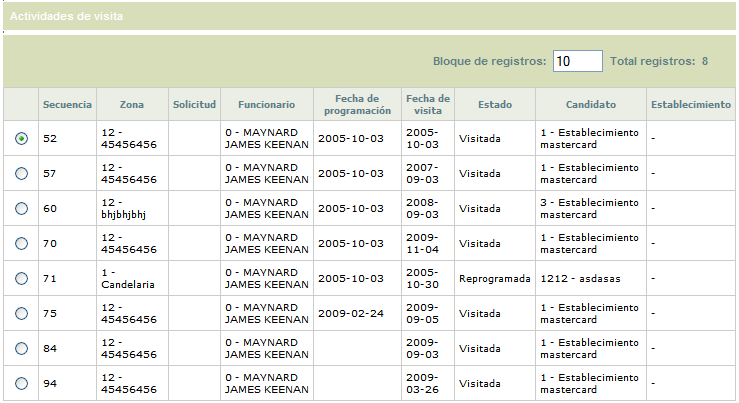 Actividades de visita
Bloque de registros: 10 Total registros: 8
Secuencia Zona Solicitud Funcionario Fecha de programación Fecha de visita Estado Candidato Establecimiento
52 12 - 45456456 0 - MAYNARD JAMES KEENAN 2005-10-03 2005-10-03 Visitada 1 - Establecimiento mastercard -
57 12 - 45456456 0 - MAYNARD JAMES KEENAN 2005-10-03 2007-09-03 Visitada 1 - Establecimiento mastercard -
60 12 - bhjbhjbhj 0 - MAYNARD JAMES KEENAN 2005-10-03 2008-09-03 Visitada 3 - Establecimiento mastercard -
70 12 - 45456456 0 - MAYNARD JAMES KEENAN 2005-10-03 2009-11-04 Visitada 1 - Establecimiento mastercard -
71 1 - Candelaria 0 - MAYNARD JAMES KEENAN 2005-10-03 2005-10-30 Reprogramada 1212 - asdasas -
75 12 - 45456456 0 - MAYNARD JAMES KEENAN 2009-02-24 2009-09-05 Visitada 1 - Establecimiento mastercard -
84 12 - 45456456 0 - MAYNARD JAMES KEENAN 2009-09-03 Visitada 1 - Establecimiento mastercard -
94 12 - 45456456 0 - MAYNARD JAMES KEENAN 2009-03-26 Visitada 1 - Establecimiento mastercard -